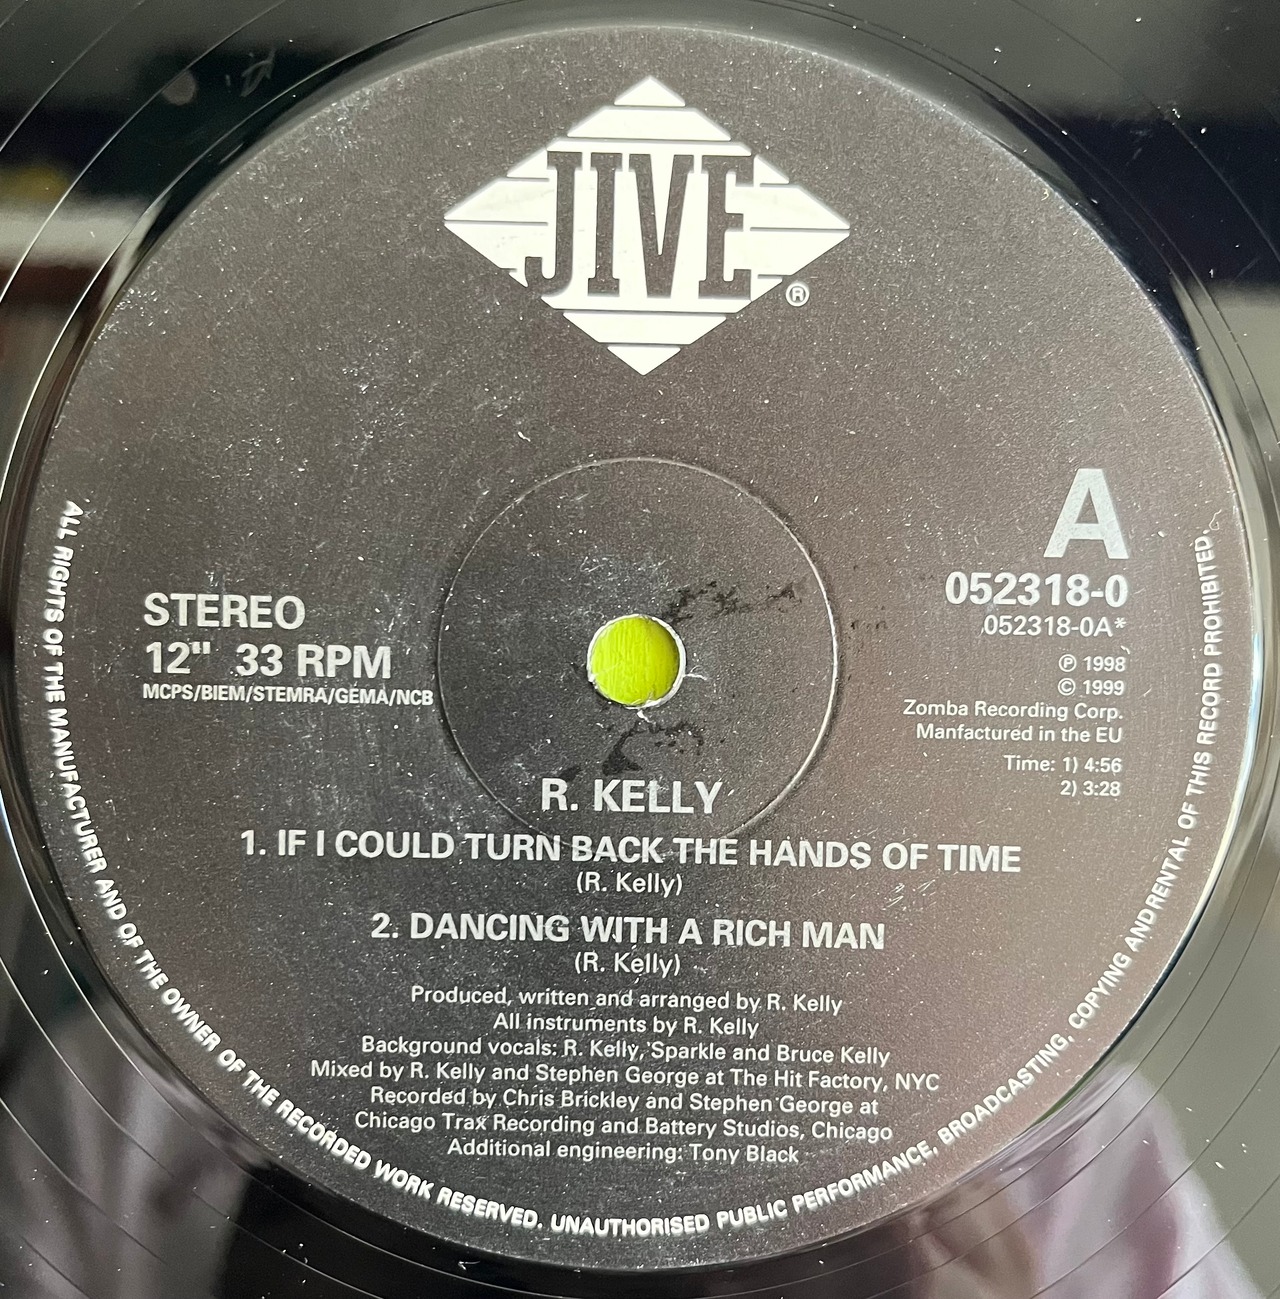 JIVE
®
A
052318-0
052318-0A*
℗ 1998
© 1999
Zomba Recording Corp.
Manfactured in the EU
Time: 1) 4:56
2) 3:28
STEREO
12" 33 RPM
MCPS/BIEM/STEMRA/GEMA/NCB
R. KELLY
1. IF I COULD TURN BACK THE HANDS OF TIME
(R. Kelly)
2. DANCING WITH A RICH MAN
(R. Kelly)
Produced, written and arranged by R. Kelly
All instruments by R. Kelly
Background vocals: R. Kelly, Sparkle and Bruce Kelly
Mixed by R. Kelly and Stephen George at The Hit Factory, NYC
Recorded by Chris Brickley and Stephen George at
Chicago Trax Recording and Battery Studios, Chicago
Additional engineering: Tony Black
ALL RIGHTS OF THE MANUFACTURER AND OF THE OWNER OF THE RECORDED WORK RESERVED. UNAUTHORISED PUBLIC PERFORMANCE, BROADCASTING, COPYING AND RENTAL OF THIS RECORD PROHIBITED.